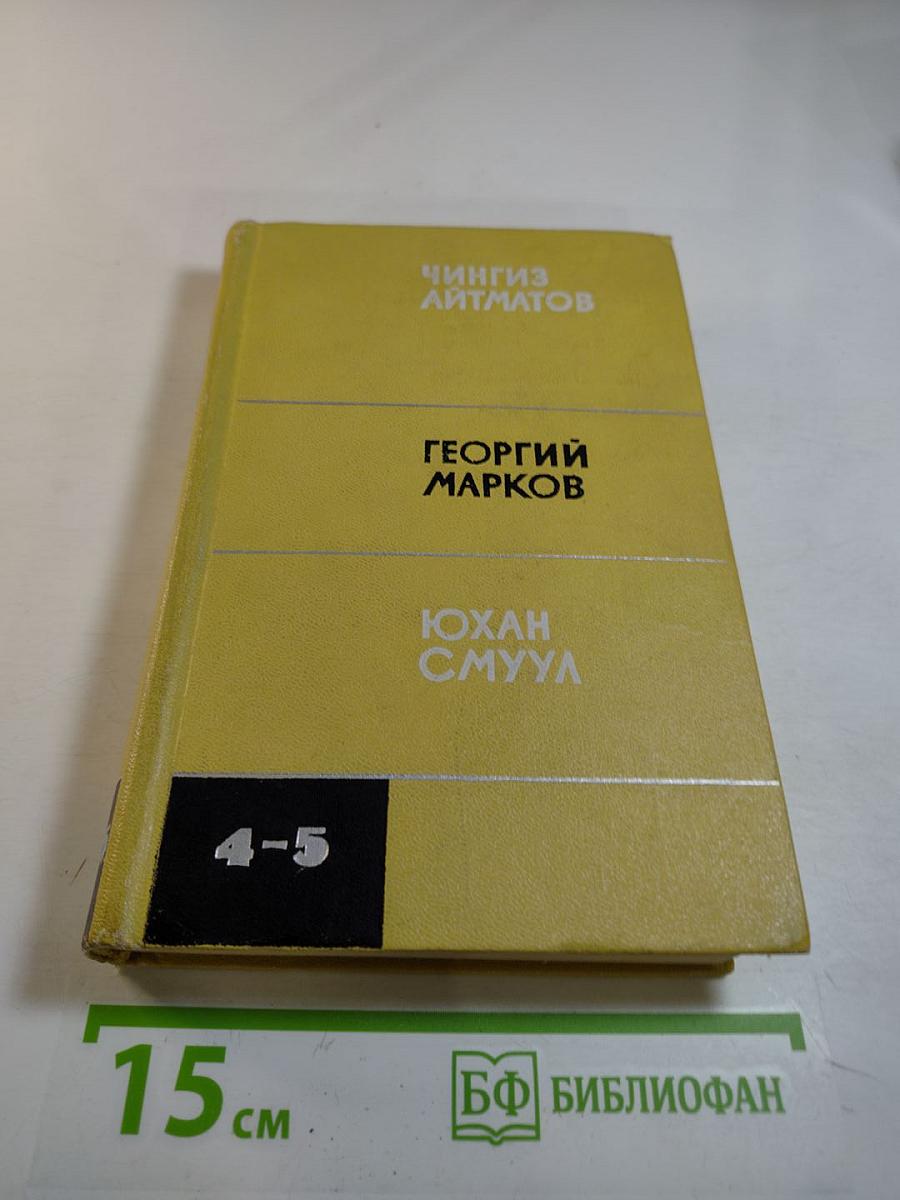 ЧИНГИЗ
АЙТМАТОВ
ГЕОРГИЙ
МАРКОВ
ЮХАН
СМУУЛ
4-5
15 см
БФ БИБЛИОФАН